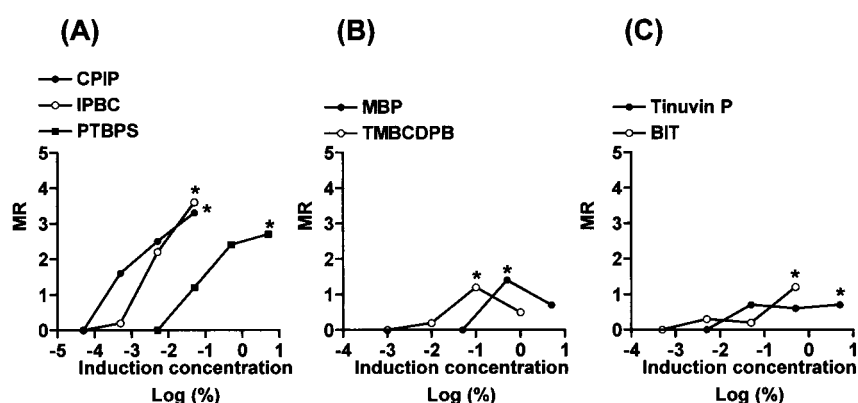 (A)
CPIP
IPBC
PTBPS
5
4
3
2
1
0
MR
* *
*
-5 -4 -3 -2 -1 0 1
Induction concentration
Log (%)
(B)
MBP
TMBCDPB
5
4
3
2
1
0
MR
* *
-4 -3 -2 -1 0 1
Induction concentration
Log (%)
(C)
Tinuvin P
BIT
5
4
3
2
1
0
MR
*
*
-4 -3 -2 -1 0 1
Induction concentration
Log (%)